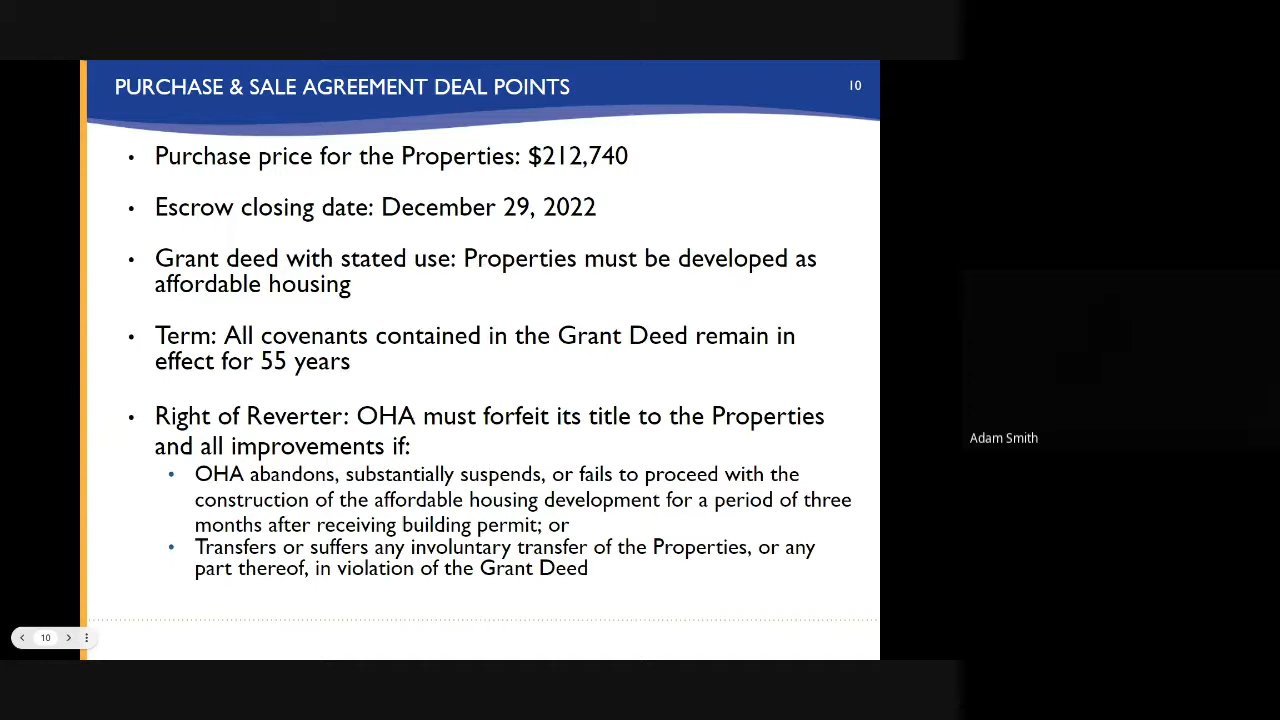 PURCHASE & SALE AGREEMENT DEAL POINTS
10
• Purchase price for the Properties: $212,740
• Escrow closing date: December 29, 2022
• Grant deed with stated use: Properties must be developed as
affordable housing
• Term: All covenants contained in the Grant Deed remain in
effect for 55 years
• Right of Reverter: OHA must forfeit its title to the Properties
and all improvements if:
• OHA abandons, substantially suspends, or fails to proceed with the
construction of the affordable housing development for a period of three
months after receiving building permit; or
• Transfers or suffers any involuntary transfer of the Properties, or any
part thereof, in violation of the Grant Deed
10
Adam Smith